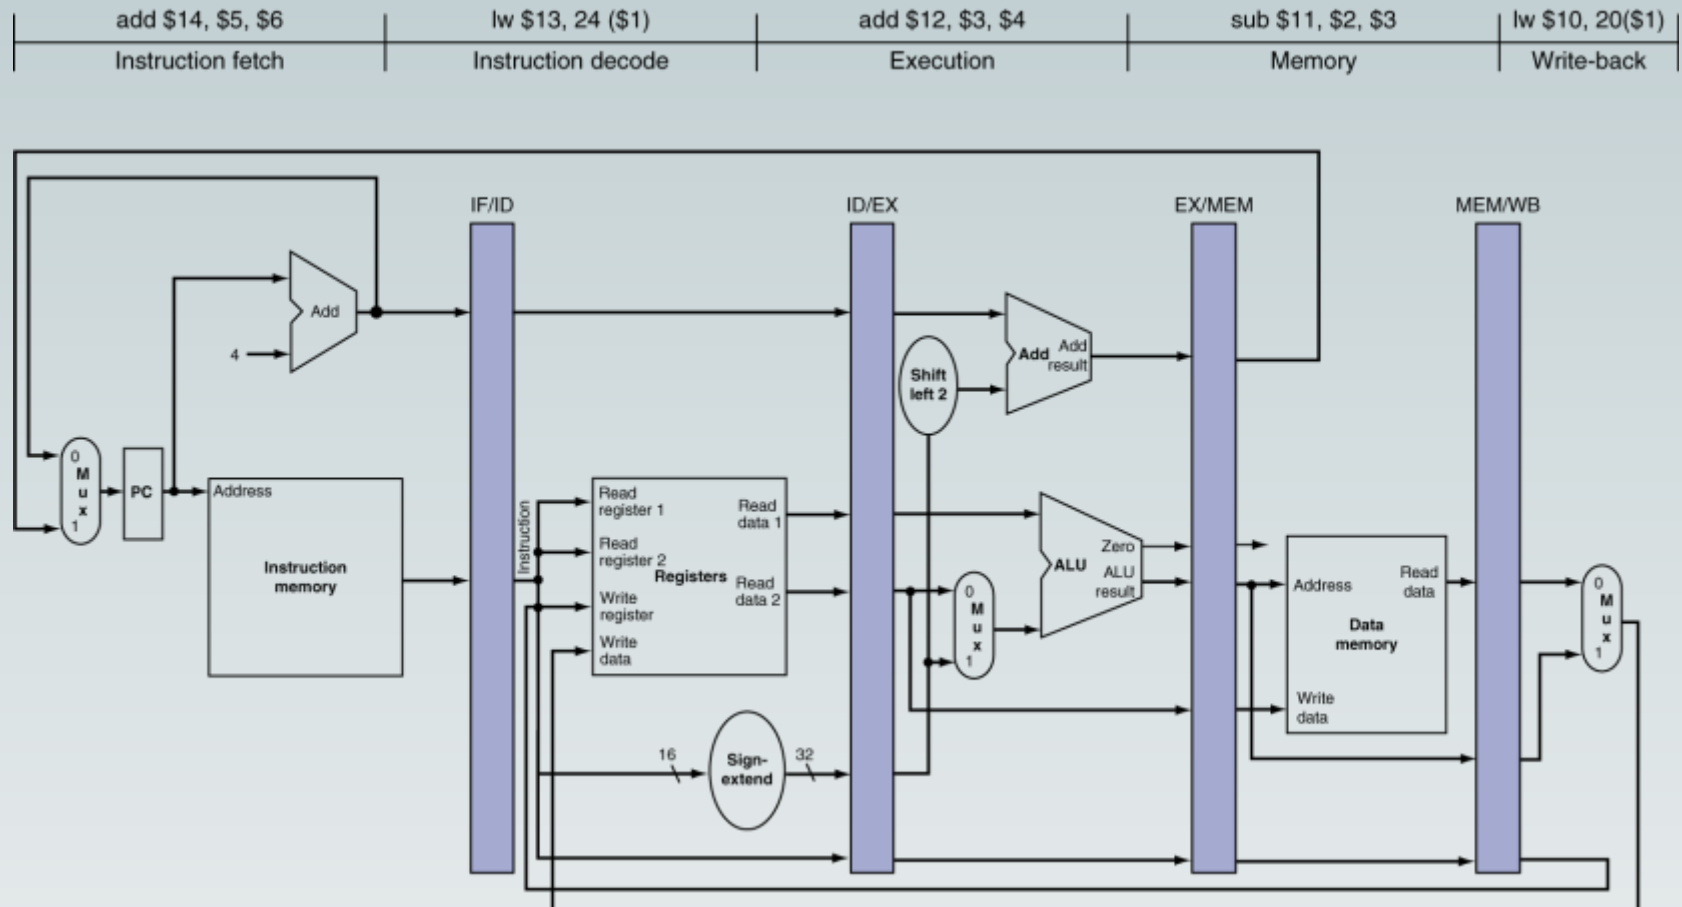 add $14, $5, $6
lw $13, 24 ($1)
add $12, $3, $4
sub $11, $2, $3
lw $10, 20($1)
Instruction fetch
Instruction decode
Execution
Memory
Write-back
IF/ID
ID/EX
EX/MEM
MEM/WB
Add
4
Shift
left 2
Add
Add
result
0
M
u
x
1
PC
Address
Instruction
memory
Instruction
Read
register 1
Read
register 2
Write
register
Write
data
Registers
Read
data 1
Read
data 2
16
Sign-
extend
32
0
M
u
x
1
ALU
Zero
ALU
result
Address
Read
data
Data
memory
Write
data
0
M
u
x
1